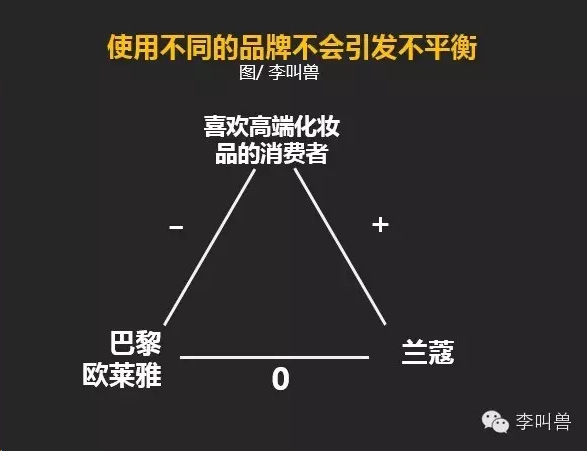 使用不同的品牌不会引发不平衡
图/ 李叫兽
喜欢高端化妆
品的消费者
–
+
巴黎
欧莱雅
0
兰蔻
李叫兽